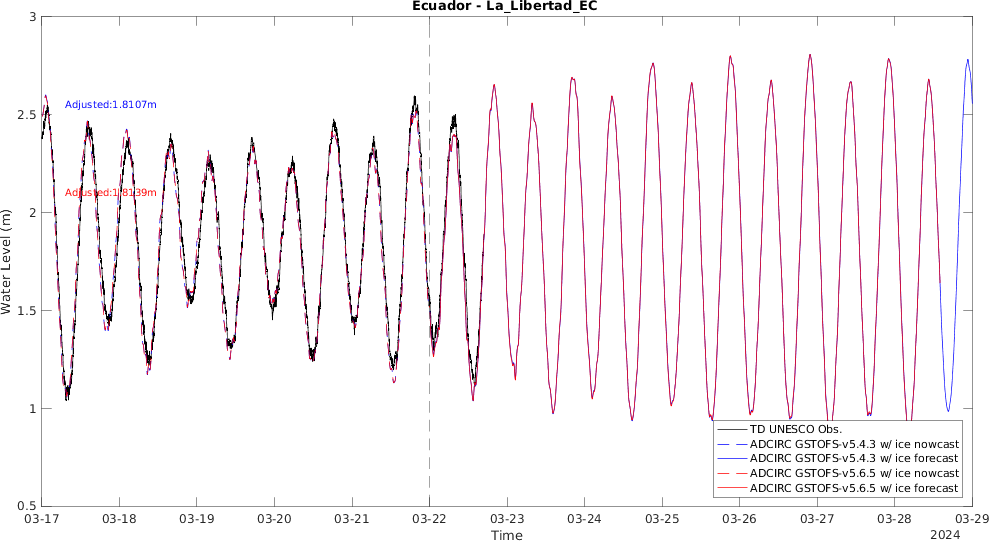 Ecuador - La_Libertad_EC
3
2.5
2
1.5
1
0.5
Water Level (m)
Adjusted:1.8107m
Adjusted:1.8139m
TD UNESCO Obs.
ADCIRC GSTOFS-v5.4.3 w/ ice nowcast
ADCIRC GSTOFS-v5.4.3 w/ ice forecast
ADCIRC GSTOFS-v5.6.5 w/ ice nowcast
ADCIRC GSTOFS-v5.6.5 w/ ice forecast
03-17 03-18 03-19 03-20 03-21 03-22 03-23 03-24 03-25 03-26 03-27 03-28 03-29
Time
2024